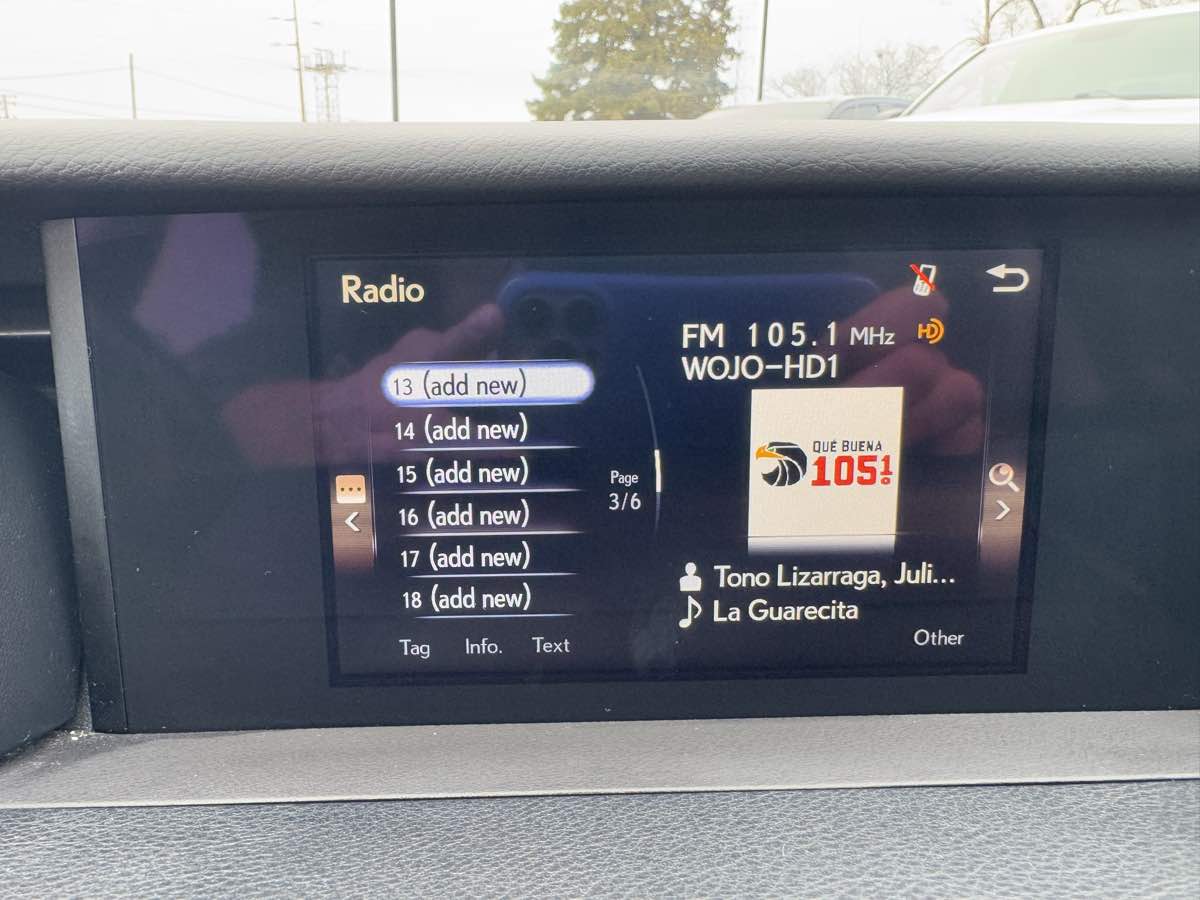 Radio
FM 105.1 MHz HD
WOJO-HD1
13 (add new)
14 (add new)
15 (add new)
16 (add new)
17 (add new)
18 (add new)
Page
3/6
QUÉ BUENA
105.1
Tono Lizarraga, Juli...
La Guarecita
Tag Info. Text
Other